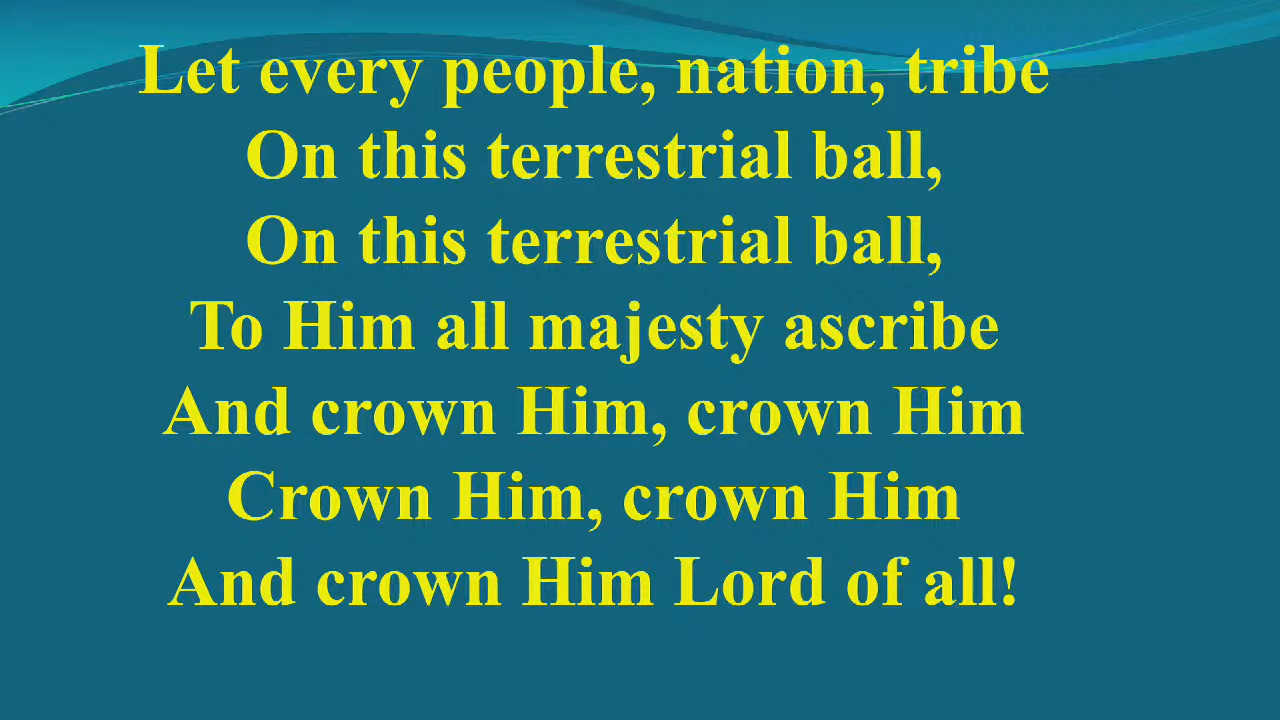 Let every people, nation, tribe
On this terrestrial ball,
On this terrestrial ball,
To Him all majesty ascribe
And crown Him, crown Him
Crown Him, crown Him
And crown Him Lord of all!